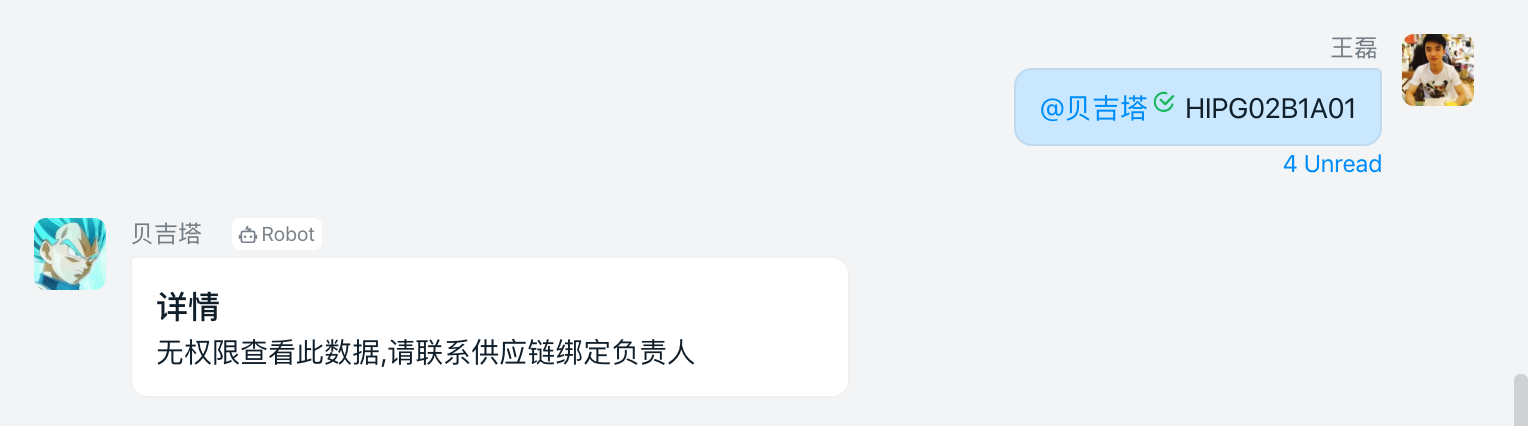 王磊
@贝吉塔 HIPG02B1A01
4 Unread
贝吉塔 Robot
详情
无权限查看此数据,请联系供应链绑定负责人